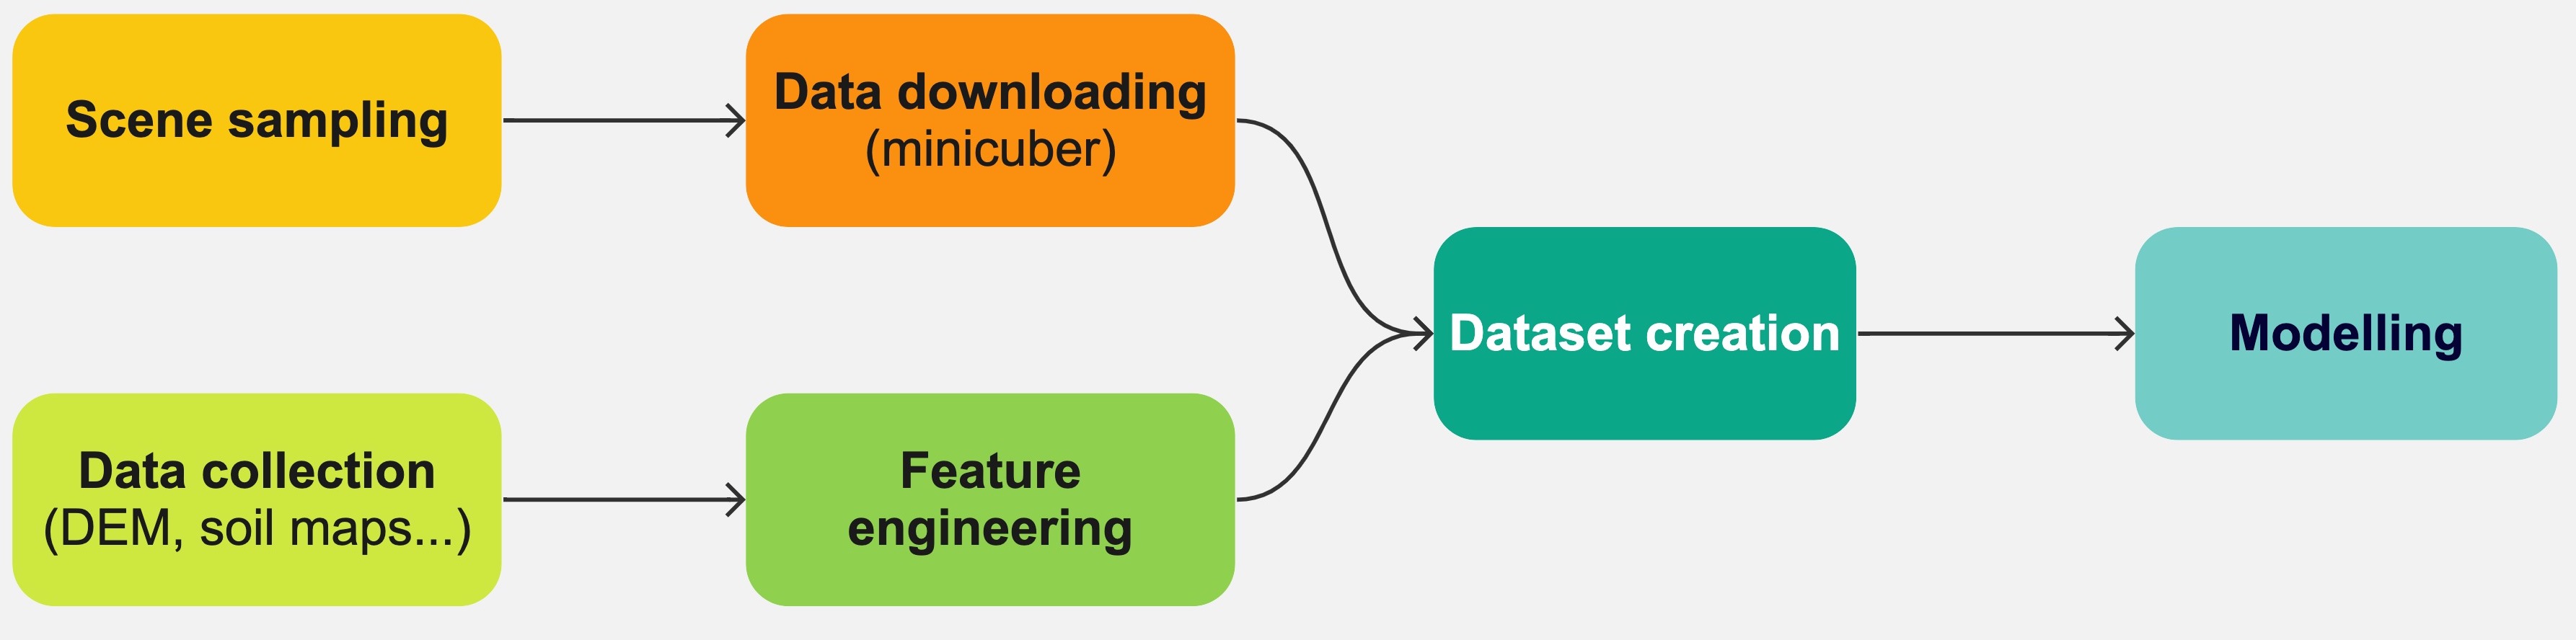 Scene sampling
Data downloading
(minicuber)
Data collection
(DEM, soil maps...)
Feature
engineering
Dataset creation
Modelling